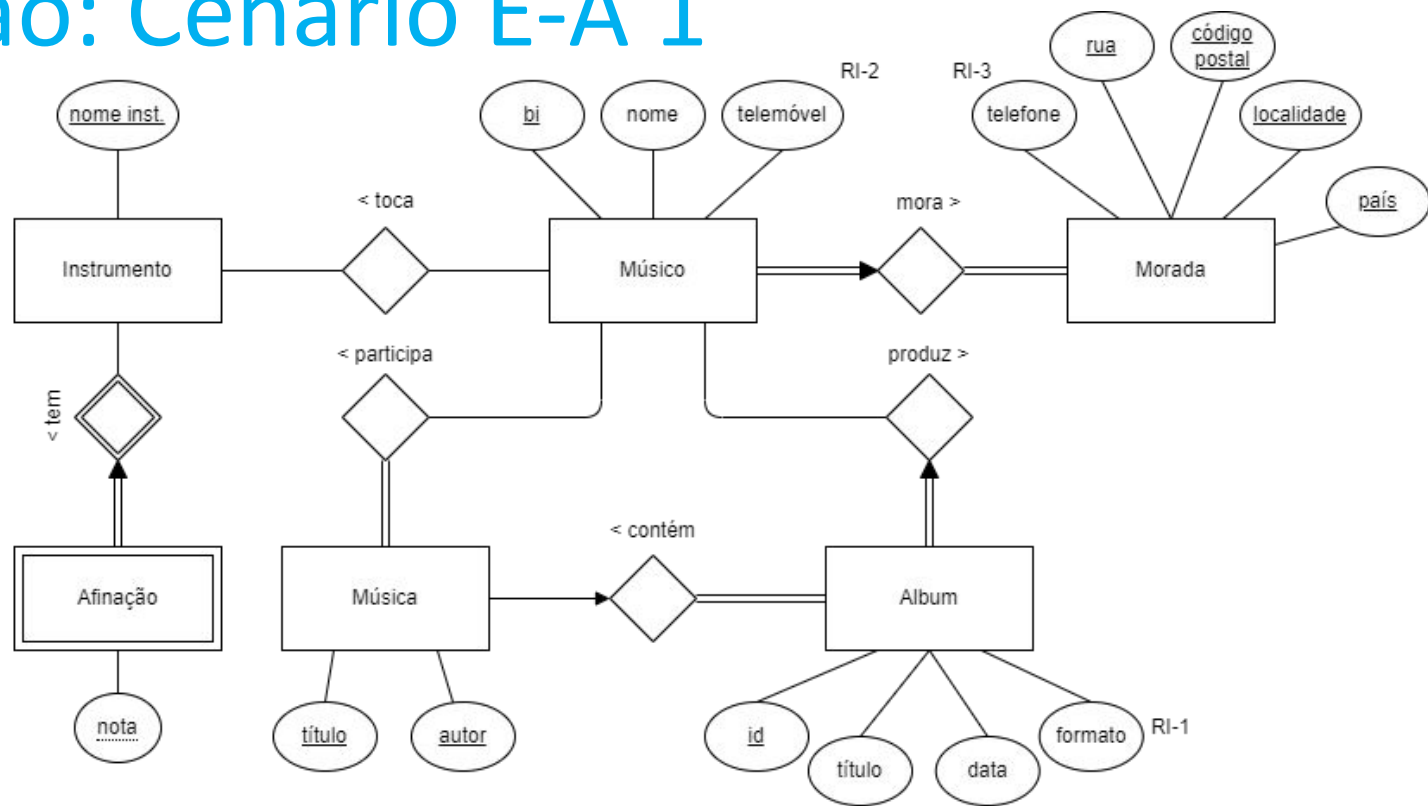 ão: Cenário E-A 1
RI-2
RI-3
rua
código
postal
nome inst.
bi
nome
telemóvel
telefone
localidade
país
< toca
mora >
Instrumento
Músico
Morada
< participa
produz >
< tem
< contém
Afinação
Música
Album
nota
título
autor
id
título
data
formato
RI-1